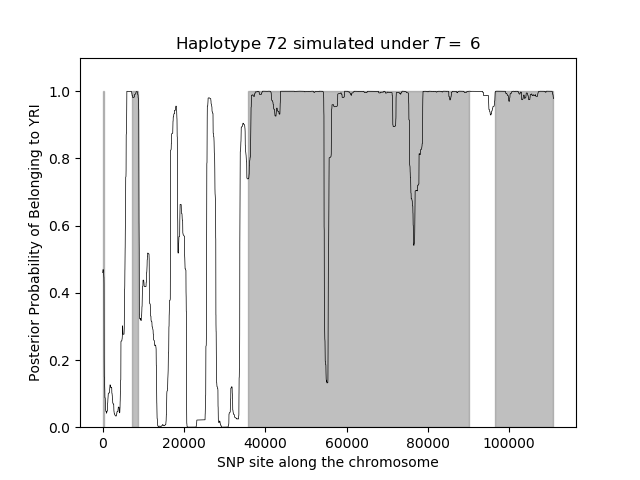 Haplotype 72 simulated under T = 6
Posterior Probability of Belonging to YRI
1.0
0.8
0.6
0.4
0.2
0.0
0 20000 40000 60000 80000 100000
SNP site along the chromosome